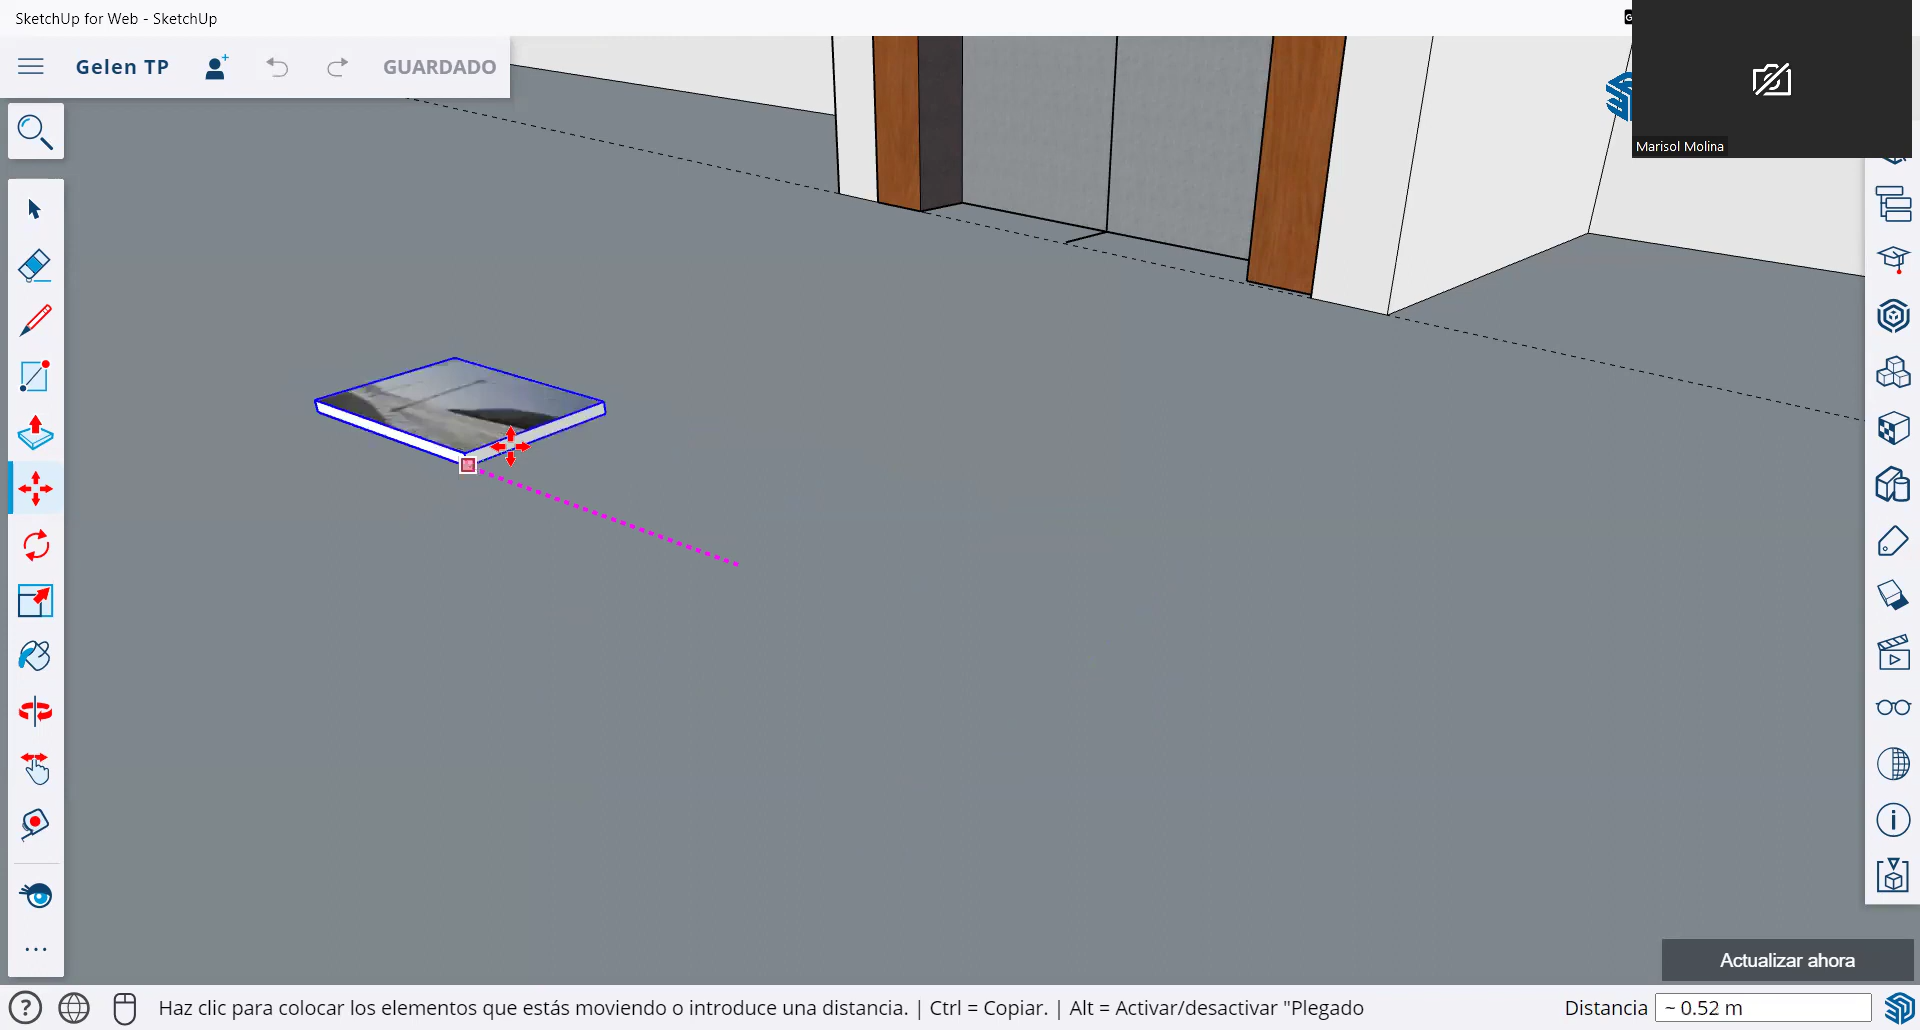 SketchUp for Web - SketchUp
Gelen TP
GUARDADO
Marisol Molina
Actualizar ahora
Haz clic para colocar los elementos que estás moviendo o introduce una distancia. | Ctrl = Copiar. | Alt = Activar/desactivar "Plegado
Distancia ~ 0.52 m